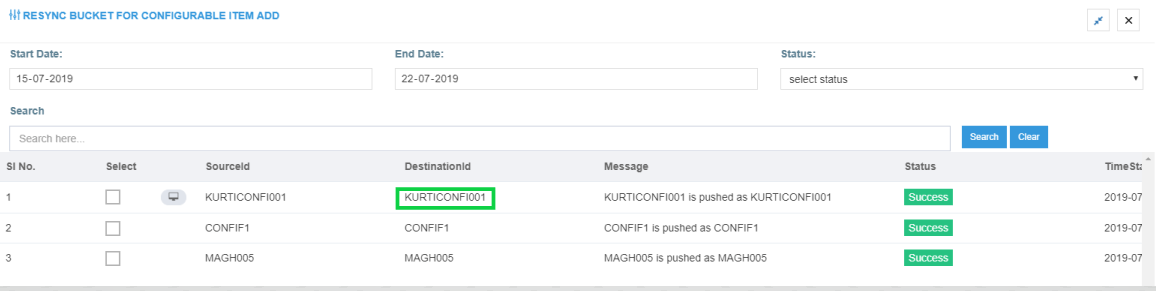 RESYNC BUCKET FOR CONFIGURABLE ITEM ADD
Start Date: End Date: Status:
15-07-2019 22-07-2019 select status
Search
Search here... Search Clear
SI No. Select SourceId DestinationId Message Status TimeSta
1 KURTICONFI001 KURTICONFI001 KURTICONFI001 is pushed as KURTICONFI001 Success 2019-07
2 CONFIF1 CONFIF1 CONFIF1 is pushed as CONFIF1 Success 2019-07
3 MAGH005 MAGH005 MAGH005 is pushed as MAGH005 Success 2019-07